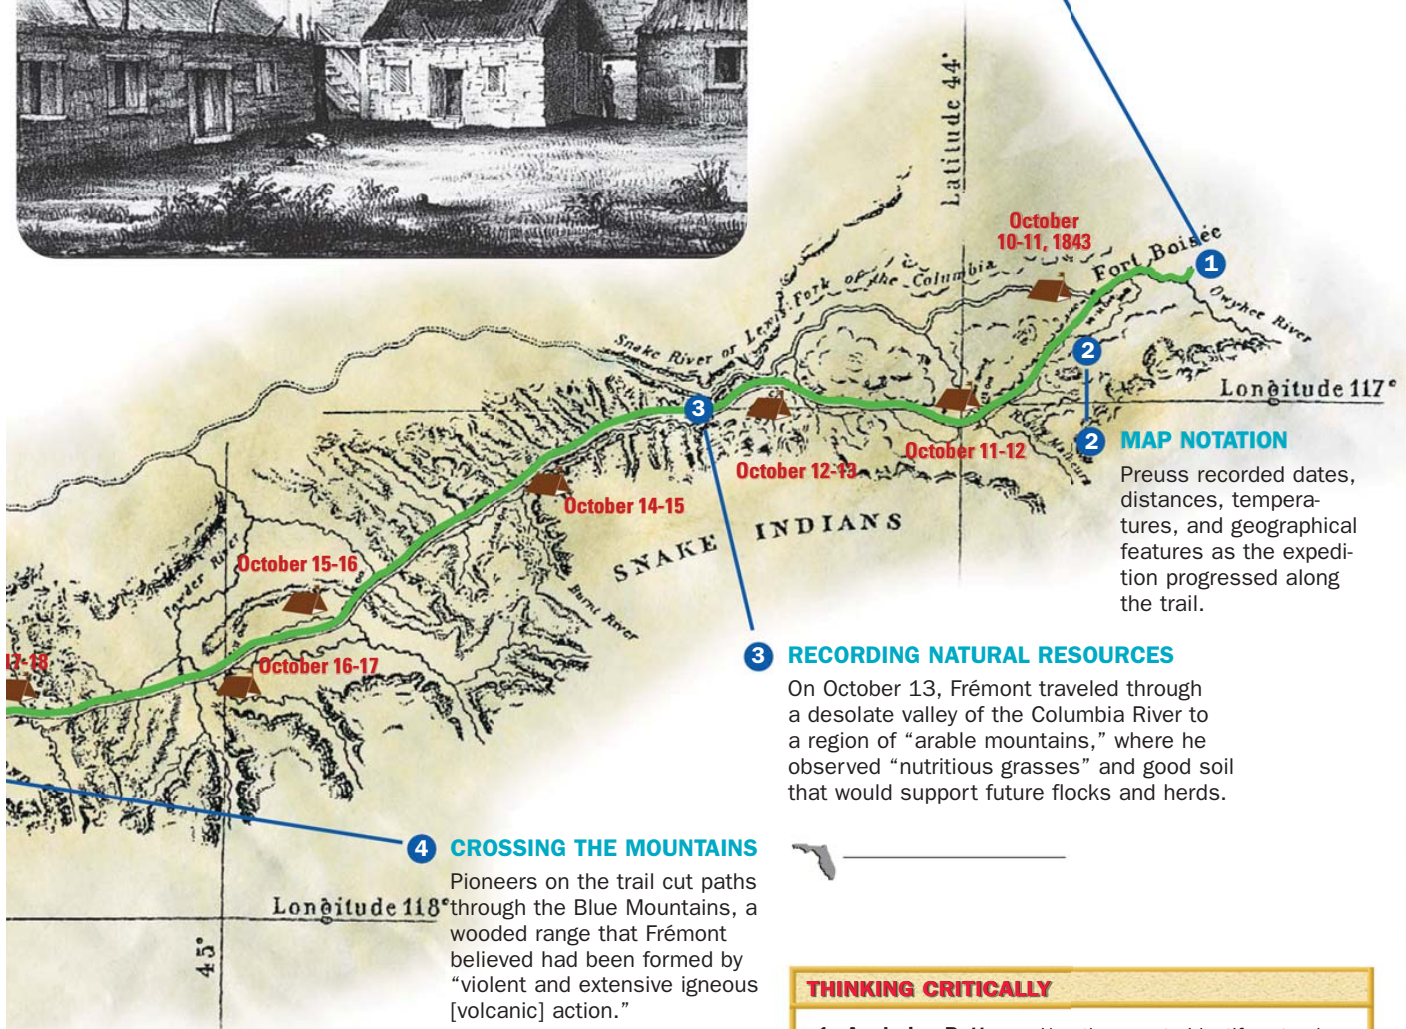 Latitude 44°
October
10-11, 1843
Fort Boisée
1
Owyhee River
Snake River or Lewis Fork of the Columbia
2
Longitude 117°
3
October 11-12
October 12-13
October 14-15
SNAKE INDIANS
October 15-16
Powder River
Burnt River
17-18
October 16-17
2 MAP NOTATION
Preuss recorded dates,
distances, tempera-
tures, and geographical
features as the expedi-
tion progressed along
the trail.
3 RECORDING NATURAL RESOURCES
On October 13, Frémont traveled through
a desolate valley of the Columbia River to
a region of “arable mountains,” where he
observed “nutritious grasses” and good soil
that would support future flocks and herds.
4 CROSSING THE MOUNTAINS
Pioneers on the trail cut paths
through the Blue Mountains, a
wooded range that Frémont
believed had been formed by
“violent and extensive igneous
[volcanic] action.”
Longitude 118°
45°
THINKING CRITICALLY